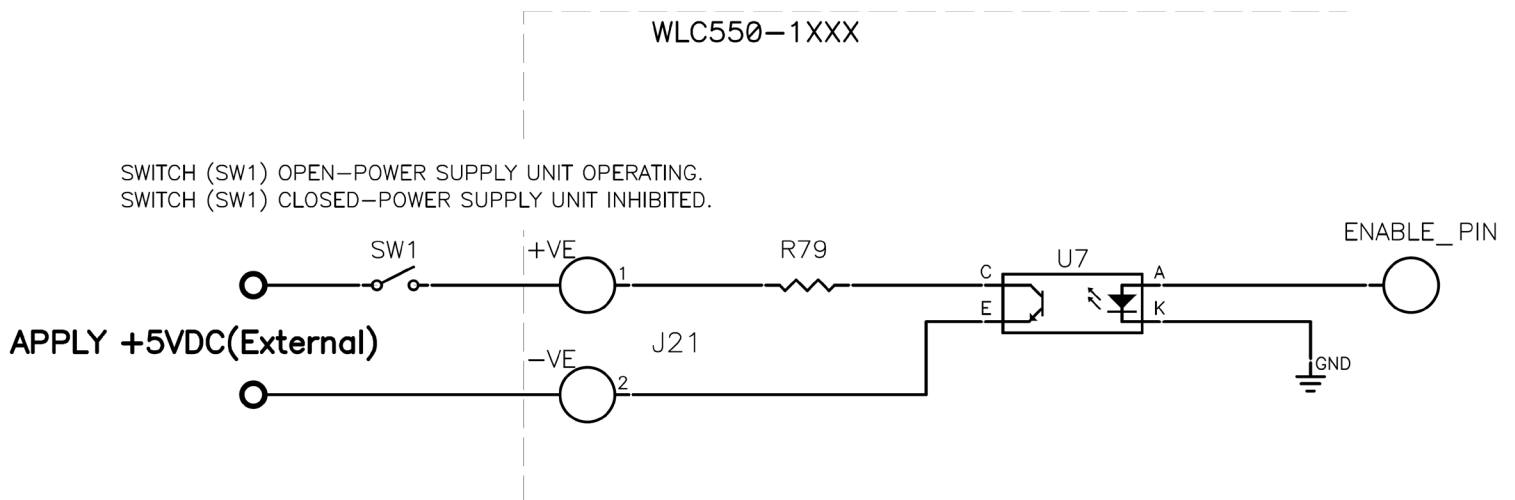 WLC550-1XXX
SWITCH (SW1) OPEN-POWER SUPPLY UNIT OPERATING.
SWITCH (SW1) CLOSED-POWER SUPPLY UNIT INHIBITED.
ENABLE_PIN
SW1
+VE
1
R79
C
E
U7
A
K
APPLY +5VDC(External)
-VE
2
J21
GND